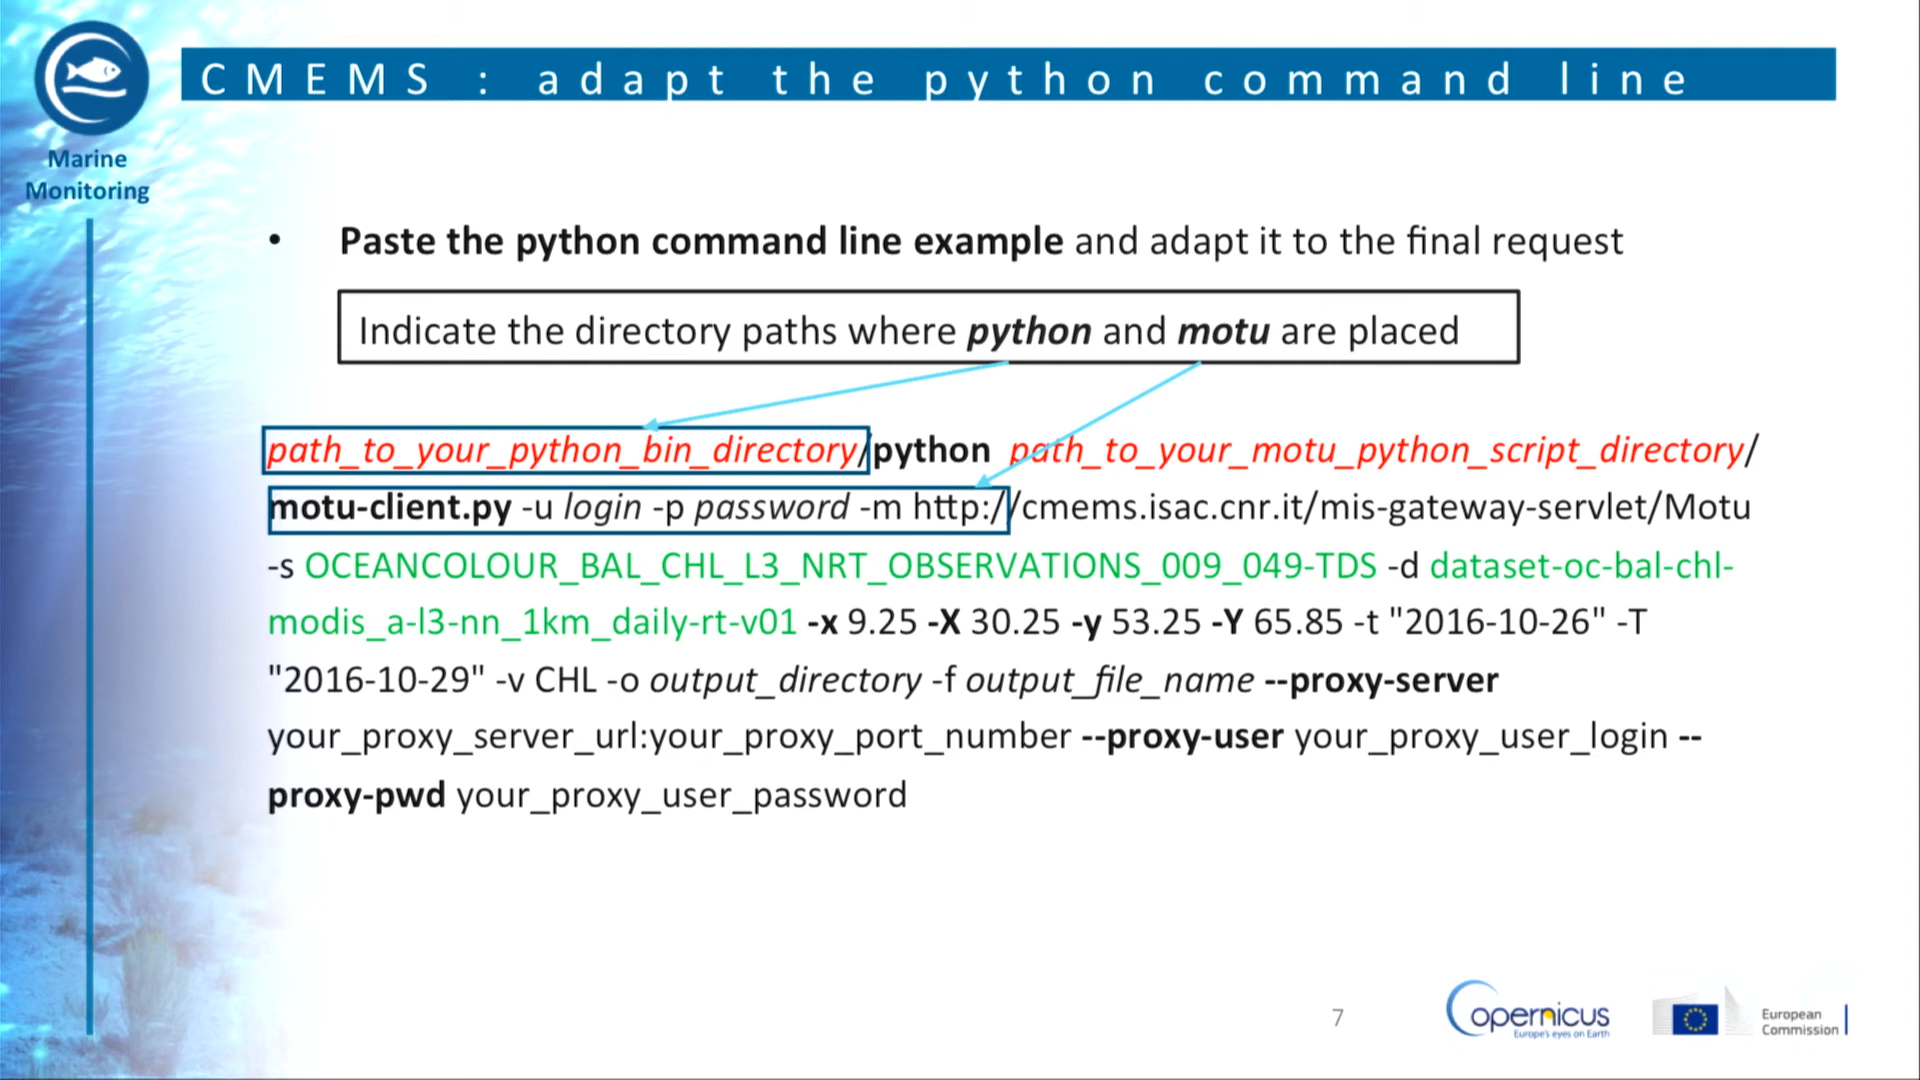 CMEMS : adapt the python command line
Marine
Monitoring
• Paste the python command line example and adapt it to the final request
Indicate the directory paths where python and motu are placed
path_to_your_python_bin_directory/python path_to_your_motu_python_script_directory/
motu-client.py -u login -p password -m http://cmems.isac.cnr.it/mis-gateway-servlet/Motu
-s OCEANCOLOUR_BAL_CHL_L3_NRT_OBSERVATIONS_009_049-TDS -d dataset-oc-bal-chl-
modis_a-l3-nn_1km_daily-rt-v01 -x 9.25 -X 30.25 -y 53.25 -Y 65.85 -t "2016-10-26" -T
"2016-10-29" -v CHL -o output_directory -f output_file_name --proxy-server
your_proxy_server_url:your_proxy_port_number --proxy-user your_proxy_user_login --
proxy-pwd your_proxy_user_password
7
opernicus
Europe's eyes on Earth
European
Commission